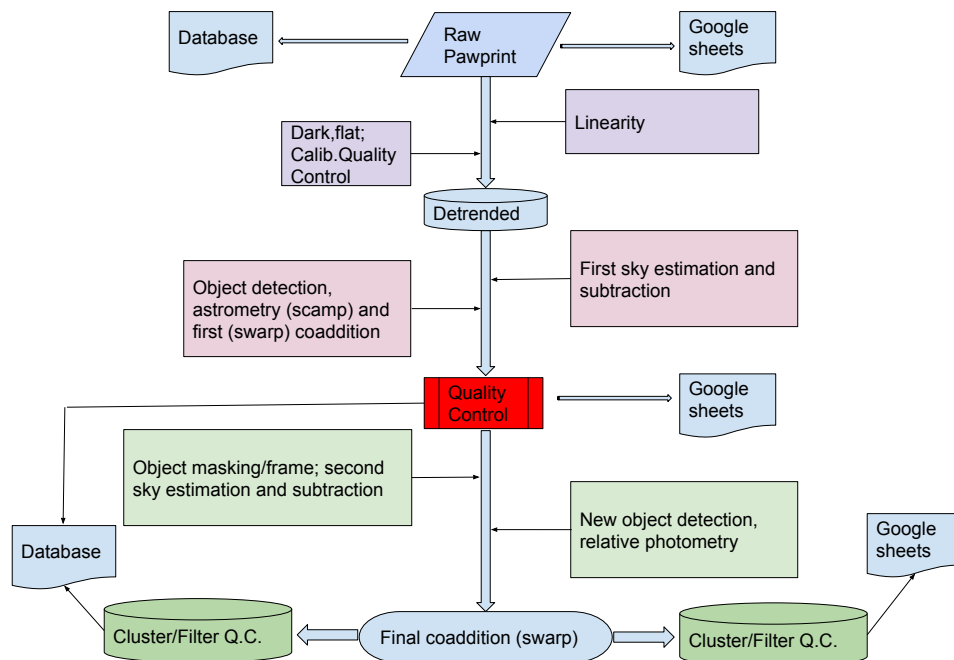 Database
Raw
Pawprint
Google
sheets
Linearity
Dark,flat;
Calib.Quality
Control
Detrended
First sky estimation and
subtraction
Object detection,
astrometry (scamp) and
first (swarp) coaddition
Quality
Control
Google
sheets
Object masking/frame; second
sky estimation and subtraction
New object detection,
relative photometry
Database
Google
sheets
Cluster/Filter Q.C.
Final coaddition (swarp)
Cluster/Filter Q.C.